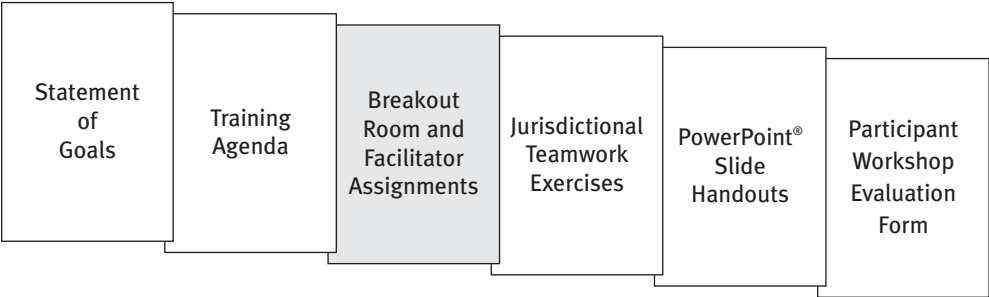 Statement
of
Goals
Training
Agenda
Breakout
Room and
Facilitator
Assignments
Jurisdictional
Teamwork
Exercises
PowerPoint®
Slide
Handouts
Participant
Workshop
Evaluation
Form